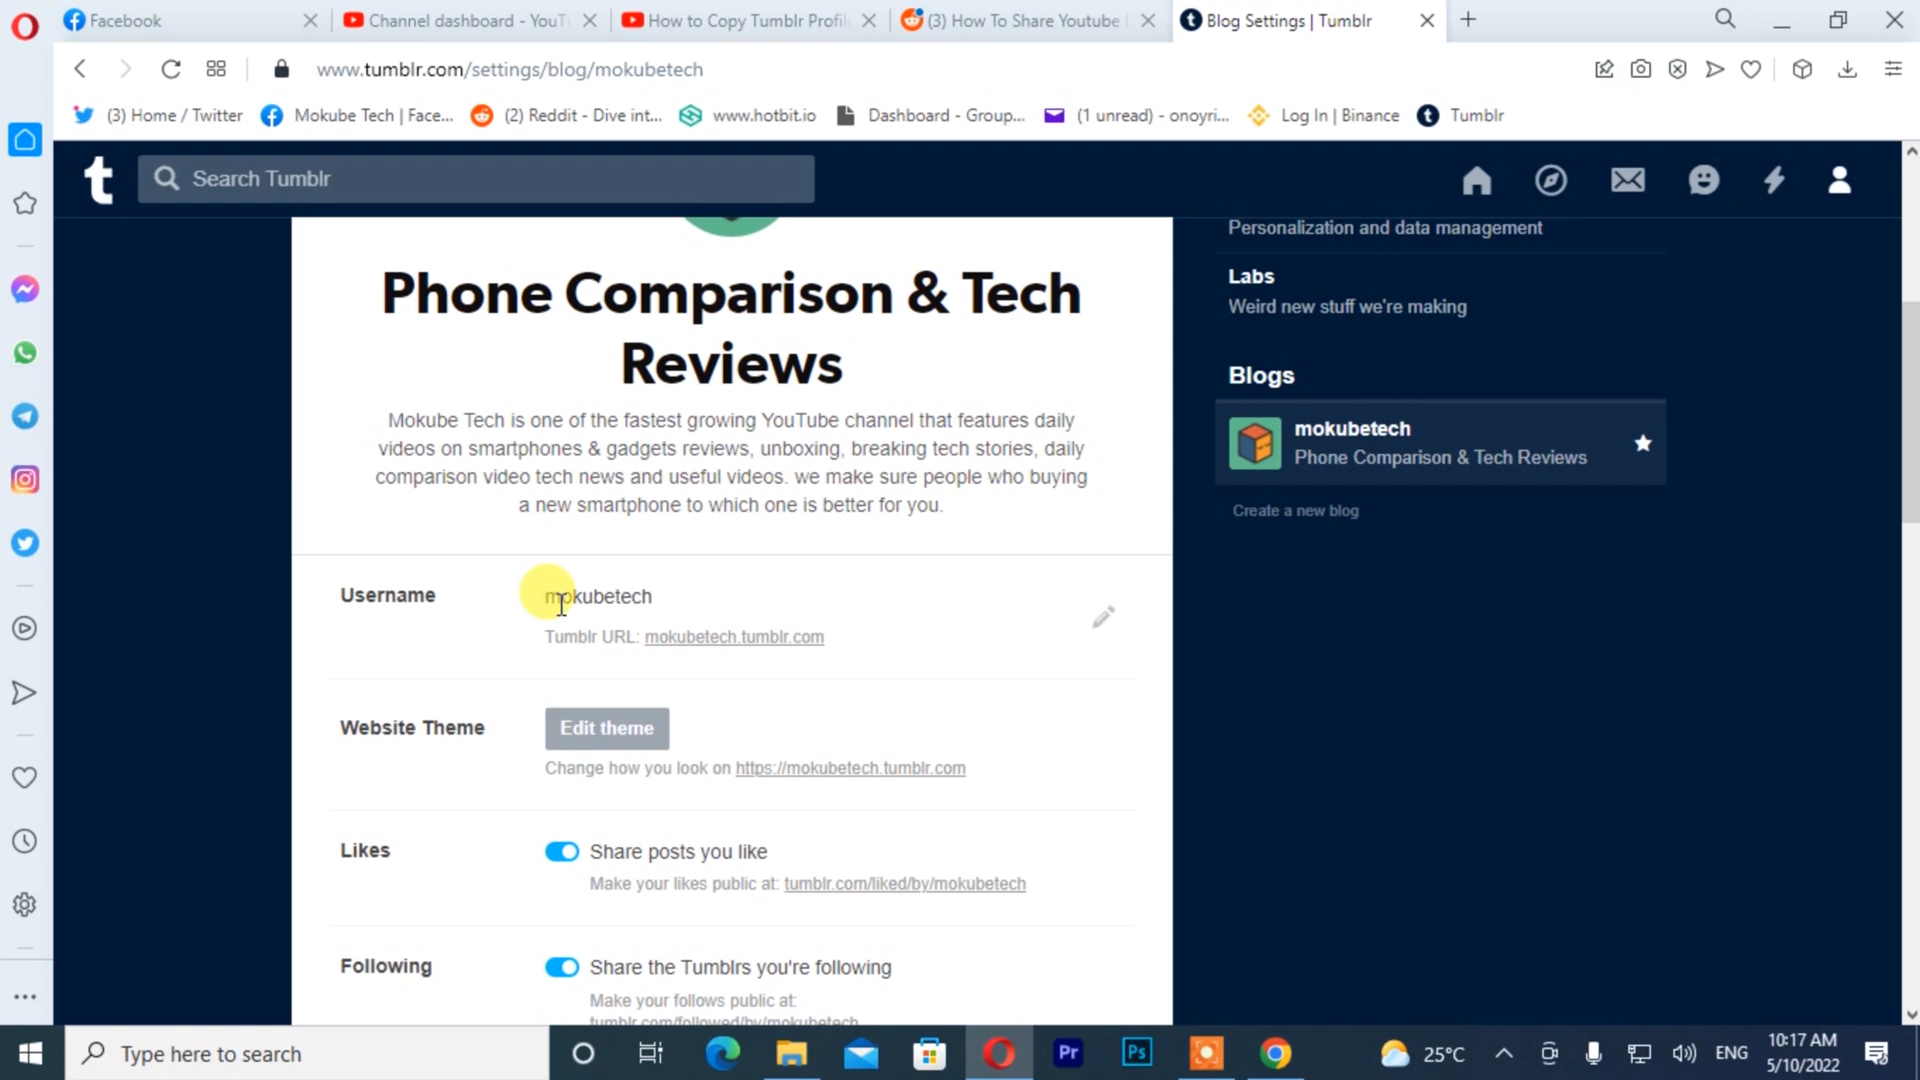 Facebook
Channel dashboard - YouT
How to Copy Tumblr Profil
(3) How To Share Youtube
Blog Settings | Tumblr
www.tumblr.com/settings/blog/mokubetech
(3) Home / Twitter
Mokube Tech | Face...
(2) Reddit - Dive int...
www.hotbit.io
Dashboard - Group...
(1 unread) - onoyri...
Log In | Binance
Tumblr
Search Tumblr
Personalization and data management
Labs
Weird new stuff we're making
Blogs
mokubetech
Phone Comparison & Tech Reviews
Create a new blog
Phone Comparison & Tech
Reviews
Mokube Tech is one of the fastest growing YouTube channel that features daily
videos on smartphones & gadgets reviews, unboxing, breaking tech stories, daily
comparison video tech news and useful videos. we make sure people who buying
a new smartphone to which one is better for you.
Username
mokubetech
Tumblr URL: mokubetech.tumblr.com
Website Theme
Edit theme
Change how you look on https://mokubetech.tumblr.com
Likes
Share posts you like
Make your likes public at: tumblr.com/liked/by/mokubetech
Following
Share the Tumblrs you're following
Make your follows public at:
tumblr.com/followed/by/mokubetech
Type here to search
Pr
Ps
25°C
ENG
10:17 AM
5/10/2022